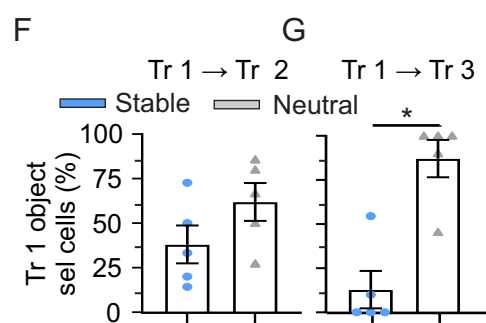 F
G
Tr 1 → Tr 2
Tr 1 → Tr 3
Stable
Neutral
Tr 1 object
sel cells (%)
100
75
50
25
0
*